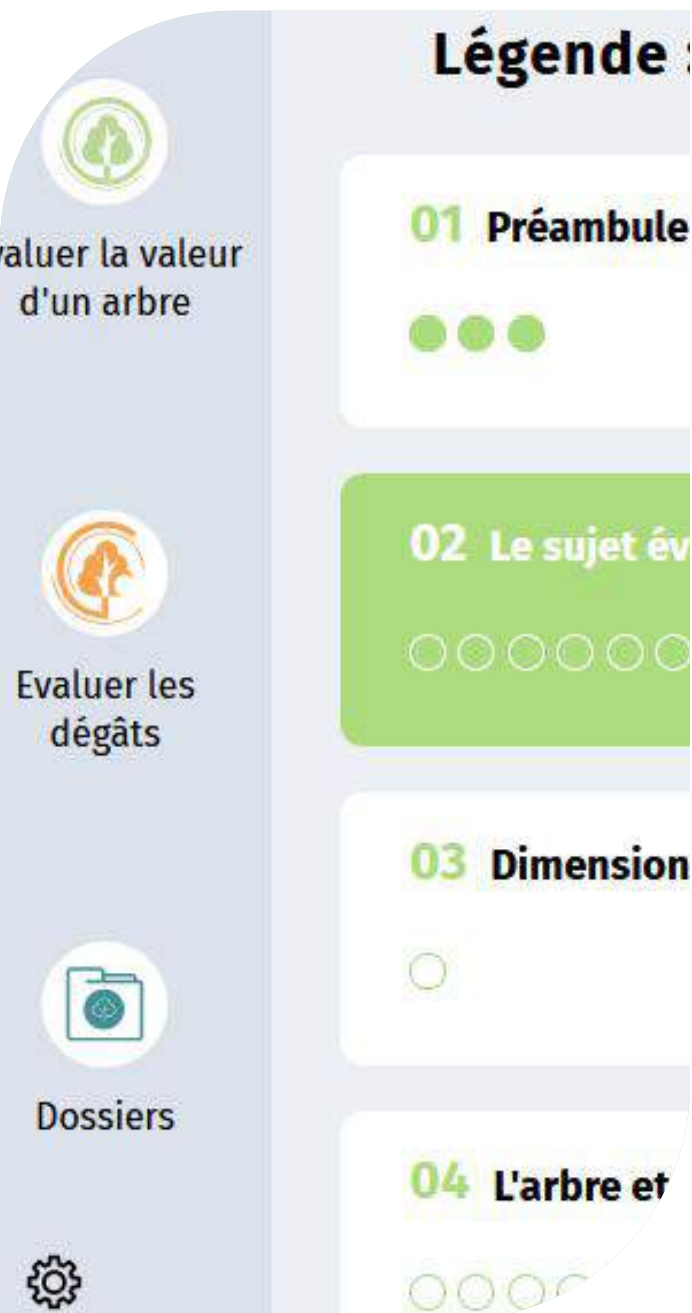 Légende :
valuer la valeur
d'un arbre
Evaluer les
dégâts
Dossiers
01 Préambule
02 Le sujet év
03 Dimension
04 L'arbre et